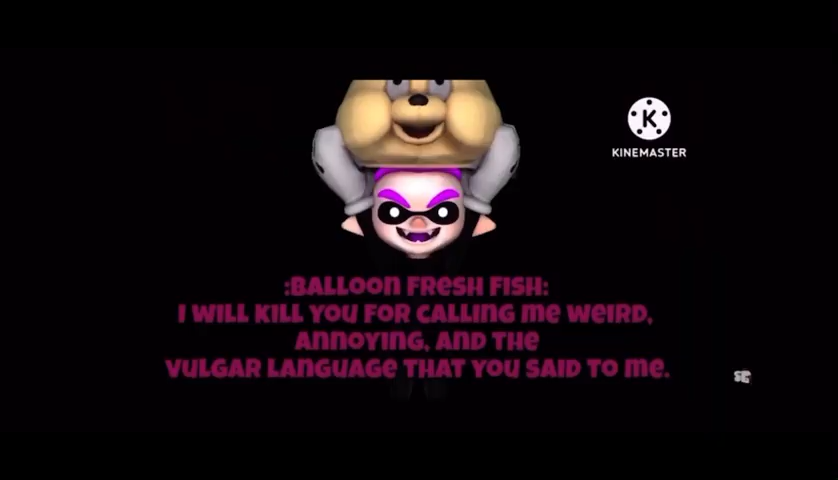 K
KINEMASTER
:BALLOON FRESH FISH:
I WILL KILL YOU FOR CALLING ME WEIRD,
ANNOYING, AND THE
VULGAR LANGUAGE THAT YOU SAID TO ME.